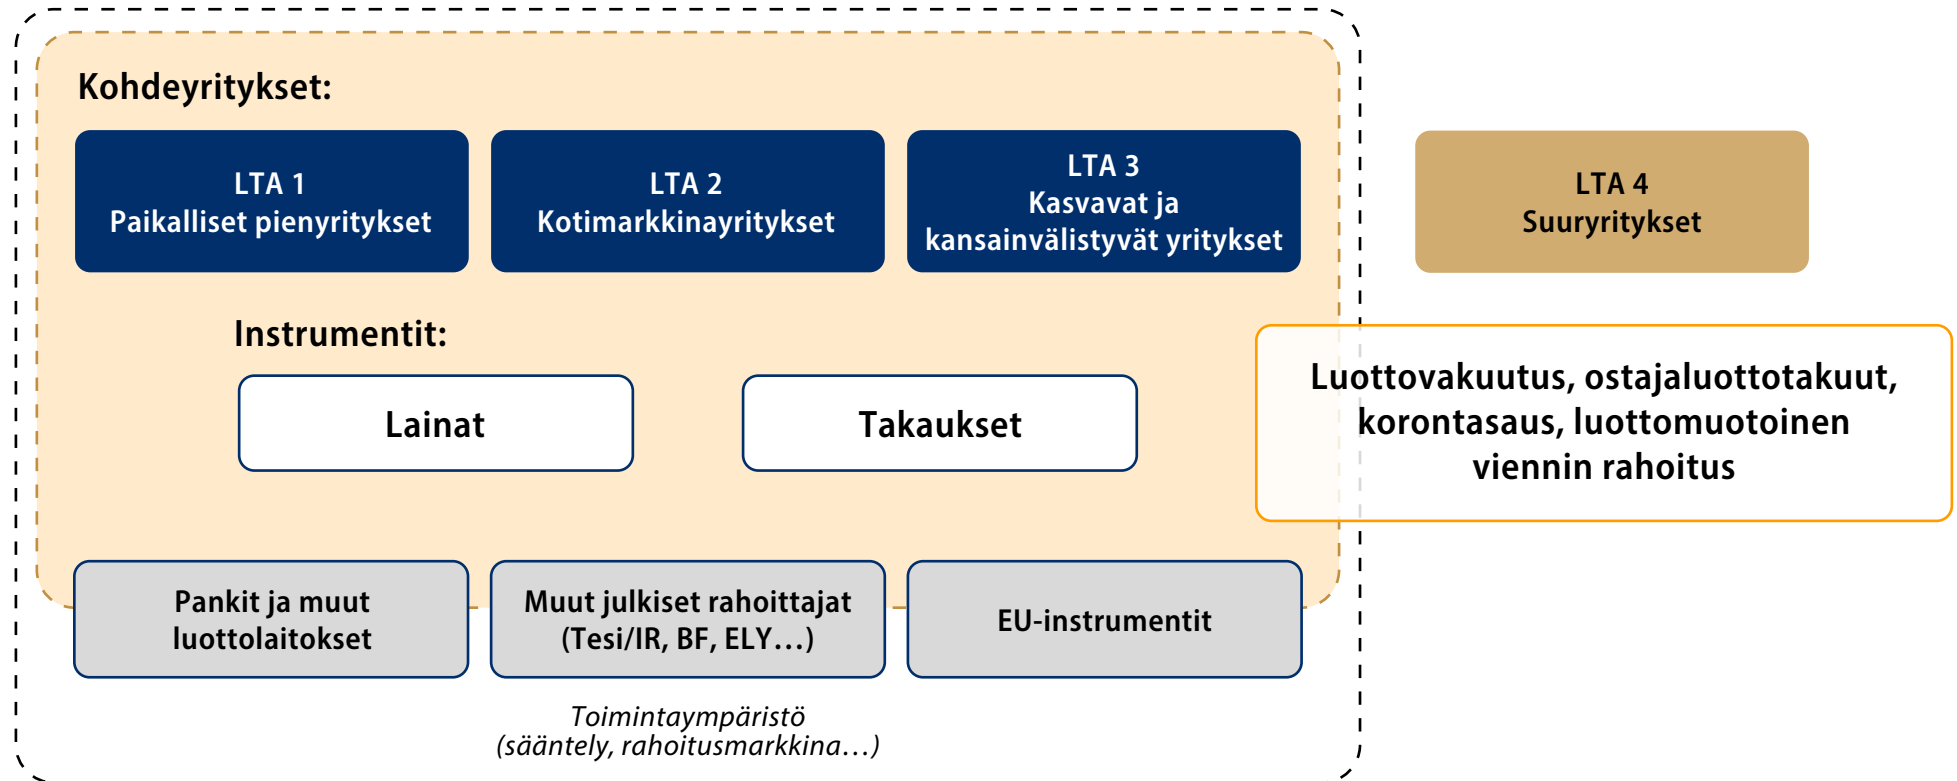 Kohdeyritykset:
LTA 1
Paikalliset pienyritykset
LTA 2
Kotimarkkinayritykset
LTA 3
Kasvavat ja
kansainvälistyvät yritykset
LTA 4
Suuryritykset
Instrumentit:
Lainat
Takaukset
Luottovakuutus, ostajaluottotakuut,
korontasaus, luottomuotoinen
viennin rahoitus
Pankit ja muut
luottolaitokset
Muut julkiset rahoittajat
(Tesi/IR, BF, ELY…)
EU-instrumentit
Toimintaympäristö
(sääntely, rahoitusmarkkina…)